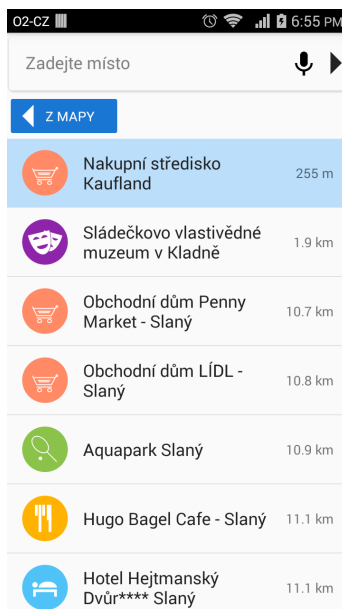 O2-CZ 6:55 PM
Zadejte místo
Z MAPY
Nakupní středisko
Kaufland
255 m
Sládečkovo vlastivědné
muzeum v Kladně
1.9 km
Obchodní dům Penny
Market - Slaný
10.7 km
Obchodní dům LÍDL -
Slaný
10.8 km
Aquapark Slaný
10.9 km
Hugo Bagel Cafe - Slaný
11.1 km
Hotel Hejtmanský
Dvůr**** Slaný
11.1 km